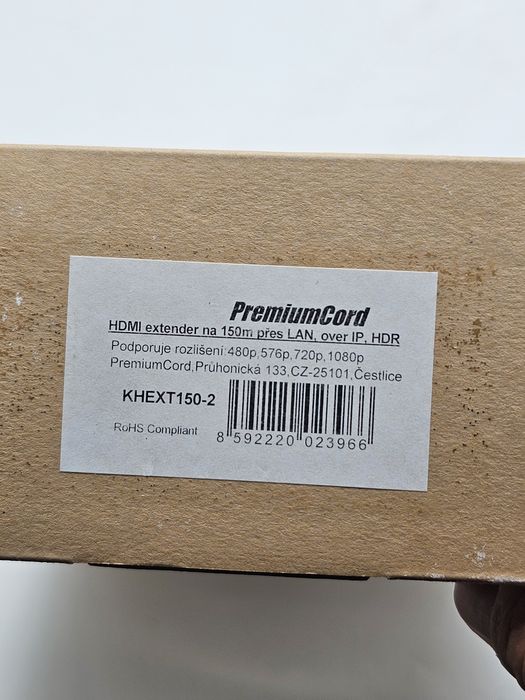 PremiumCord
HDMI extender na 150m přes LAN, over IP, HDR
Podporuje rozlišení 480p,576p,720p,1080p
PremiumCord,Průhonická 133,CZ-25101,Čestlice
KHEXT150-2
RoHS Compliant
8 592220 023966